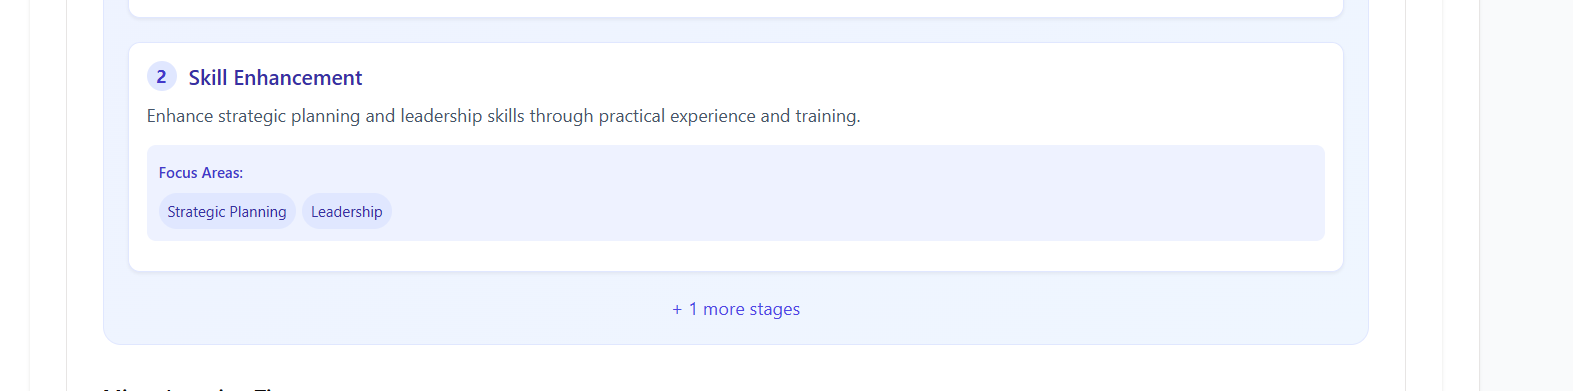 2 Skill Enhancement
Enhance strategic planning and leadership skills through practical experience and training.
Focus Areas:
Strategic Planning Leadership
+ 1 more stages